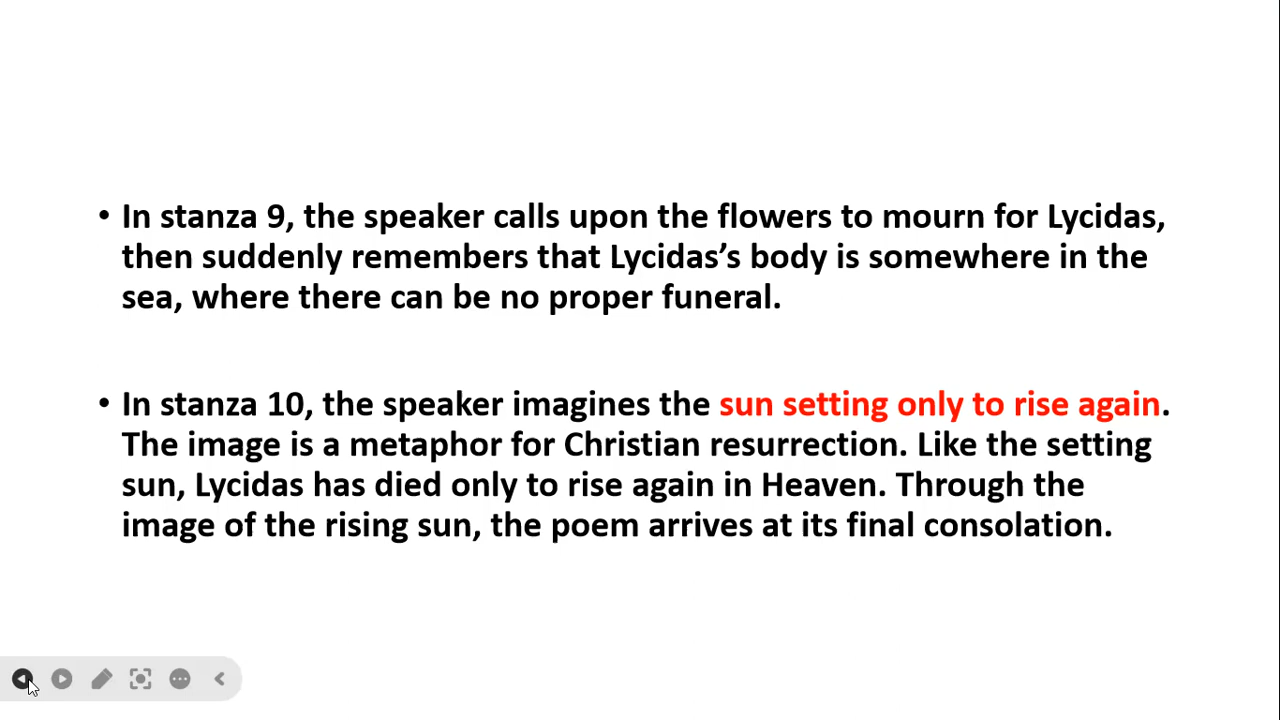 • In stanza 9, the speaker calls upon the flowers to mourn for Lycidas,
then suddenly remembers that Lycidas’s body is somewhere in the
sea, where there can be no proper funeral.
• In stanza 10, the speaker imagines the sun setting only to rise again.
The image is a metaphor for Christian resurrection. Like the setting
sun, Lycidas has died only to rise again in Heaven. Through the
image of the rising sun, the poem arrives at its final consolation.